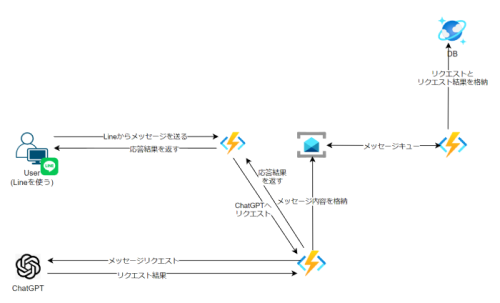 DB
リクエストと
リクエスト結果を格納
Lineからメッセージを送る
応答結果を返す
メッセージキュー
User
(Lineを使う)
LINE
応答結果
を返す
メッセージ内容を格納
ChatGPTへ
リクエスト
メッセージリクエスト
リクエスト結果
ChatGPT